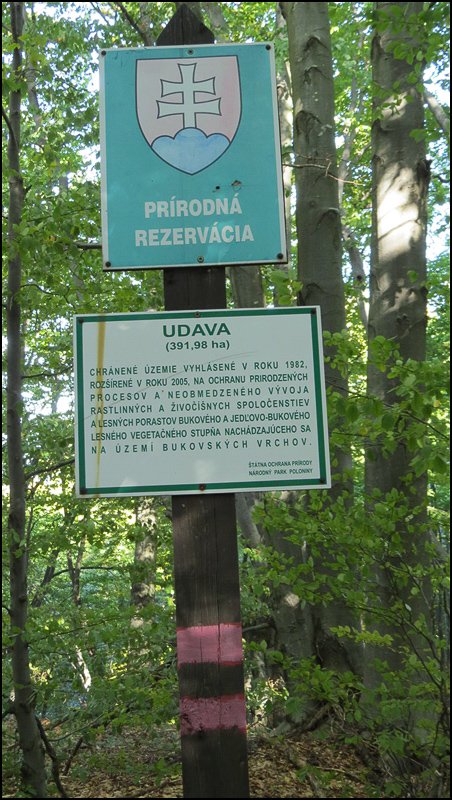 PRÍRODNÁ
REZERVÁCIA
UDAVA
(391,98 ha)
CHRÁNENÉ ÚZEMIE VYHLÁSENÉ V ROKU 1982,
ROZŠÍRENÉ V ROKU 2005, NA OCHRANU PRIRODZENÝCH
PROCESOV A NEOBMEDZENÉHO VÝVOJA
RASTLINNÝCH A ŽIVOČÍŠNYCH SPOLOČENSTIEV
A LESNÝCH PORASTOV BUKOVÉHO A JEDĽOVO-BUKOVÉHO
LESNÉHO VEGETAČNÉHO STUPŇA NACHÁDZAJÚCEHO SA
NA ÚZEMÍ BUKOVSKÝCH VRCHOV.
ŠTÁTNA OCHRANA PRÍRODY
NÁRODNÝ PARK POLONINY